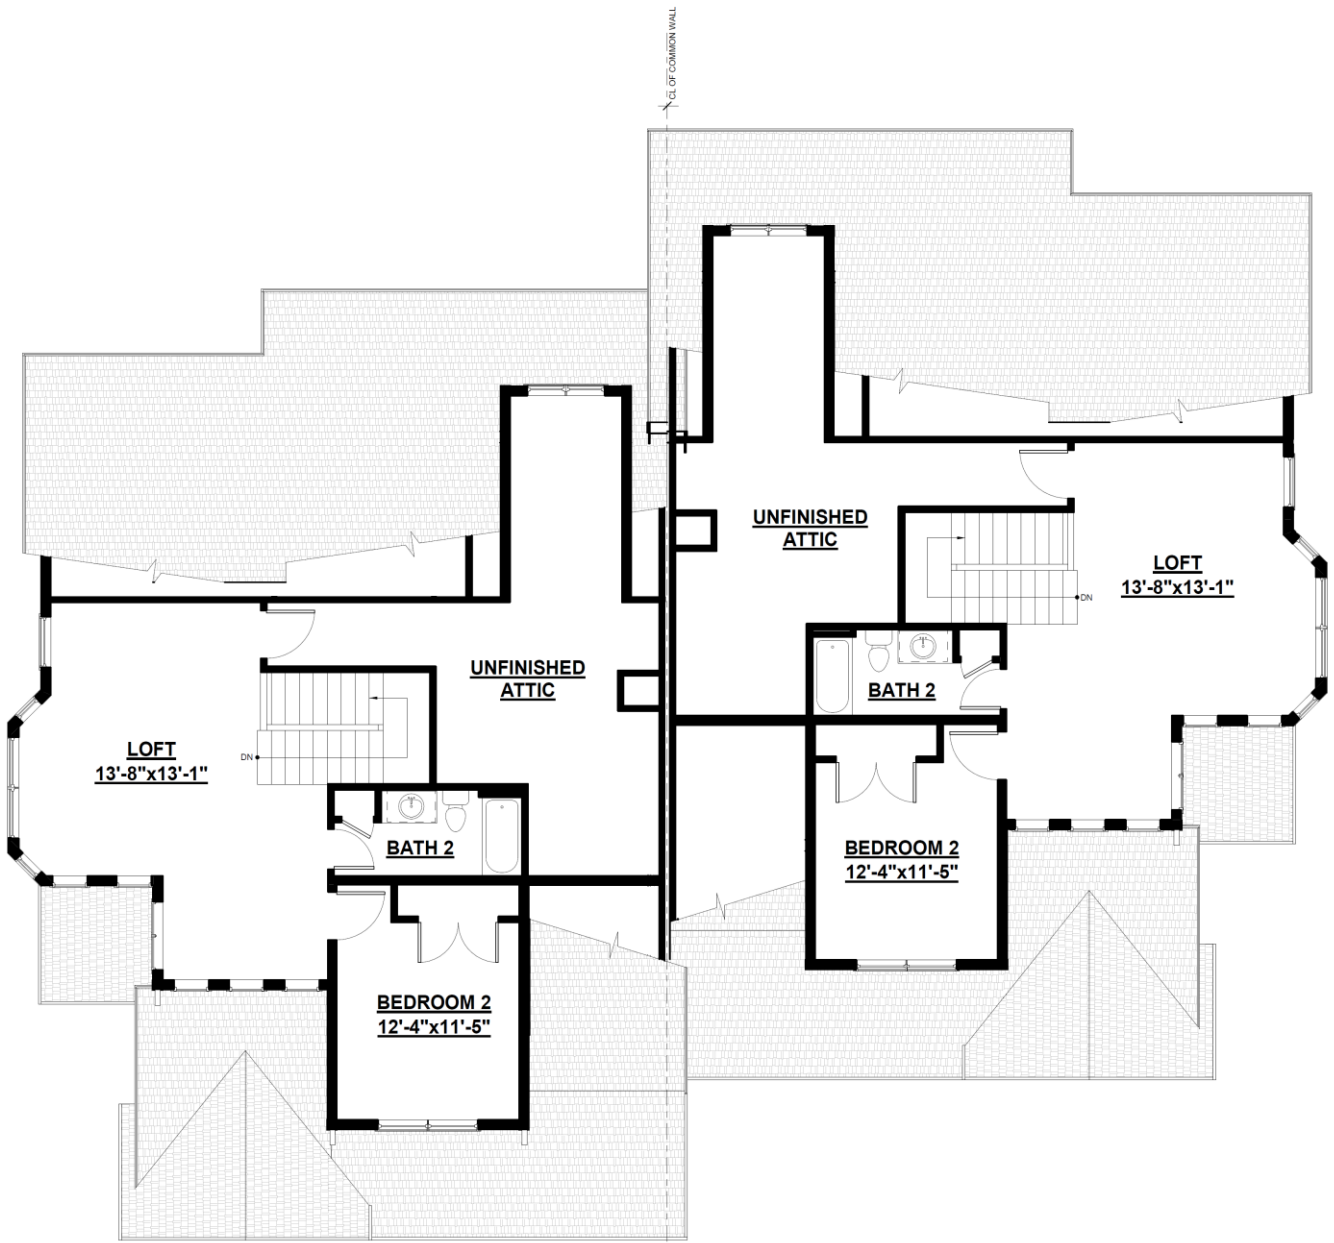 CL OF COMMON WALL
UNFINISHED
ATTIC
LOFT
13'-8"x13'-1"
DN
BATH 2
BEDROOM 2
12'-4"x11'-5"
UNFINISHED
ATTIC
LOFT
13'-8"x13'-1"
DN
BATH 2
BEDROOM 2
12'-4"x11'-5"